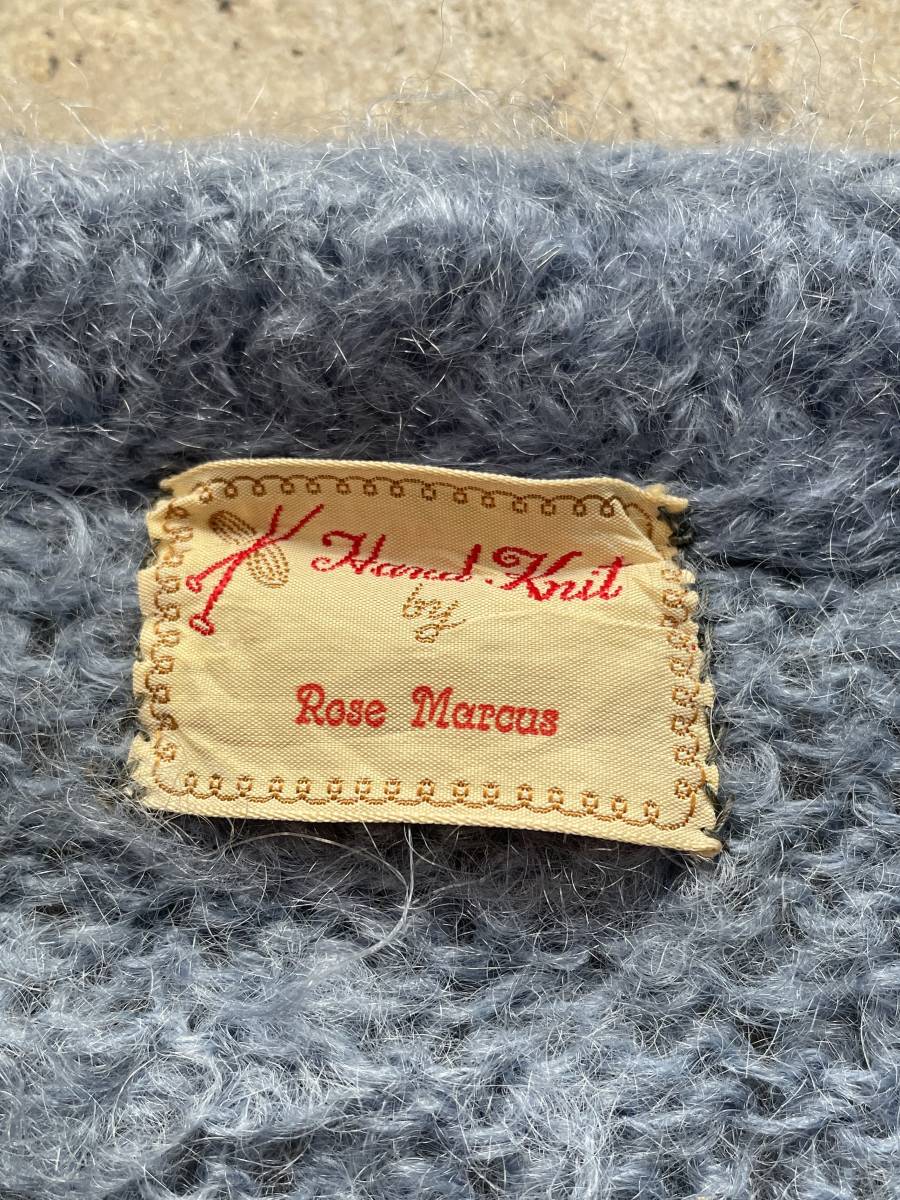 Hand Knit
by
Rose Marcus